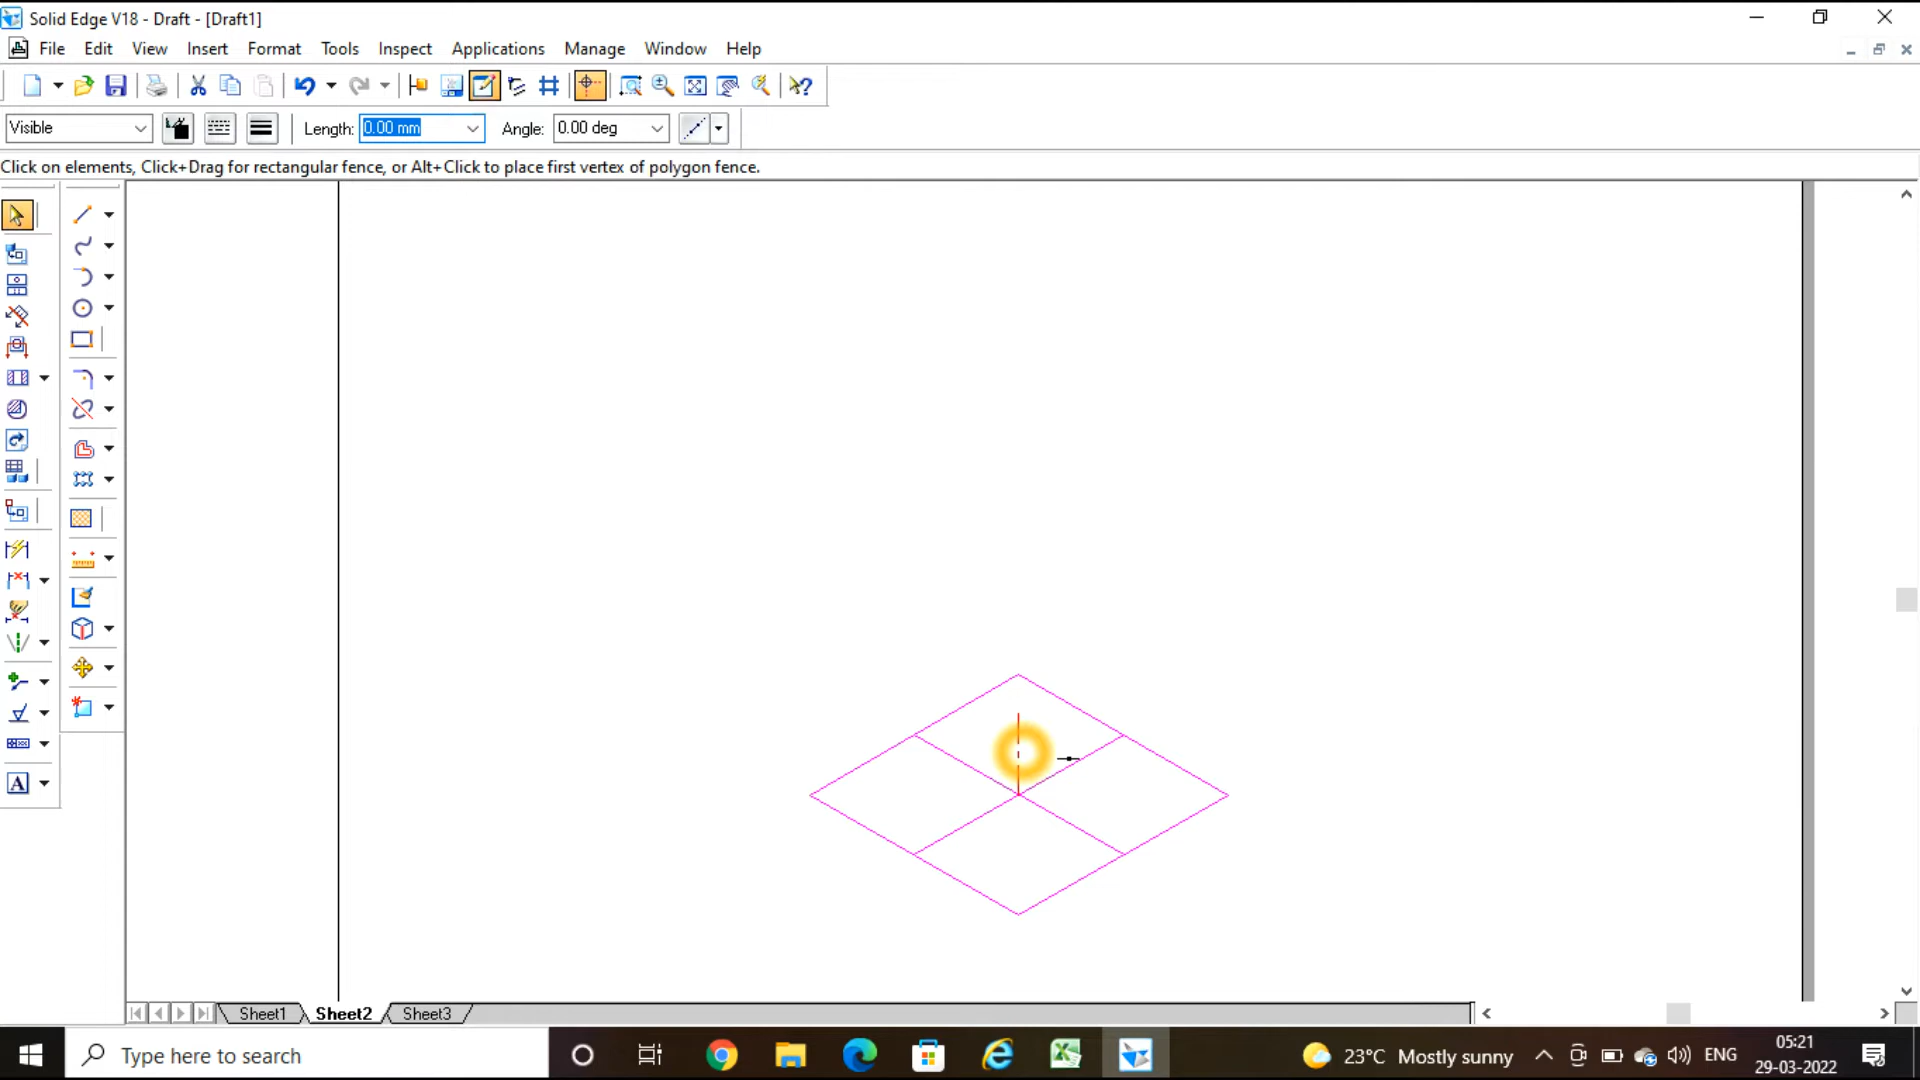 Solid Edge V18 - Draft - [Draft1]
File Edit View Insert Format Tools Inspect Applications Manage Window Help
Visible Length: 0.00 mm Angle: 0.00 deg
Click on elements, Click+Drag for rectangular fence, or Alt+Click to place first vertex of polygon fence.
A
Sheet1 Sheet2 Sheet3
Type here to search
23°C Mostly sunny ENG
05:21
29-03-2022